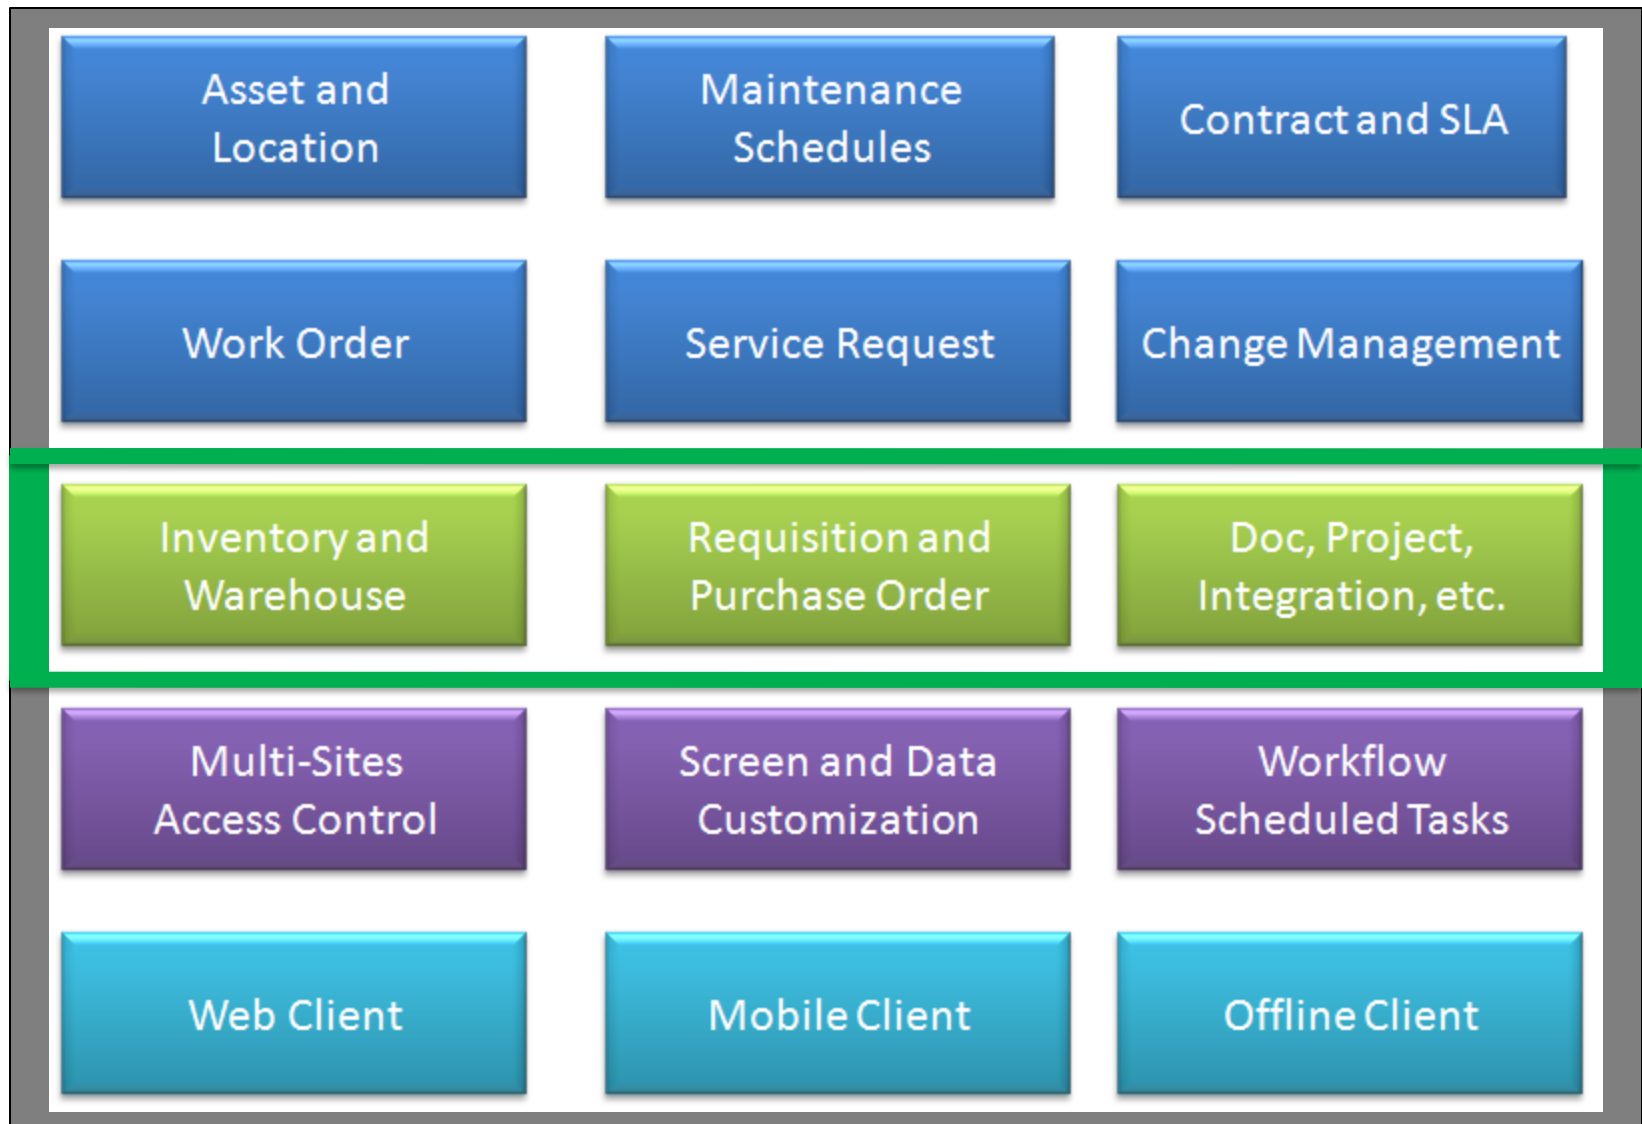 Asset and
Location
Maintenance
Schedules
Contract and SLA
Work Order
Service Request
Change Management
Inventory and
Warehouse
Requisition and
Purchase Order
Doc, Project,
Integration, etc.
Multi-Sites
Access Control
Screen and Data
Customization
Workflow
Scheduled Tasks
Web Client
Mobile Client
Offline Client